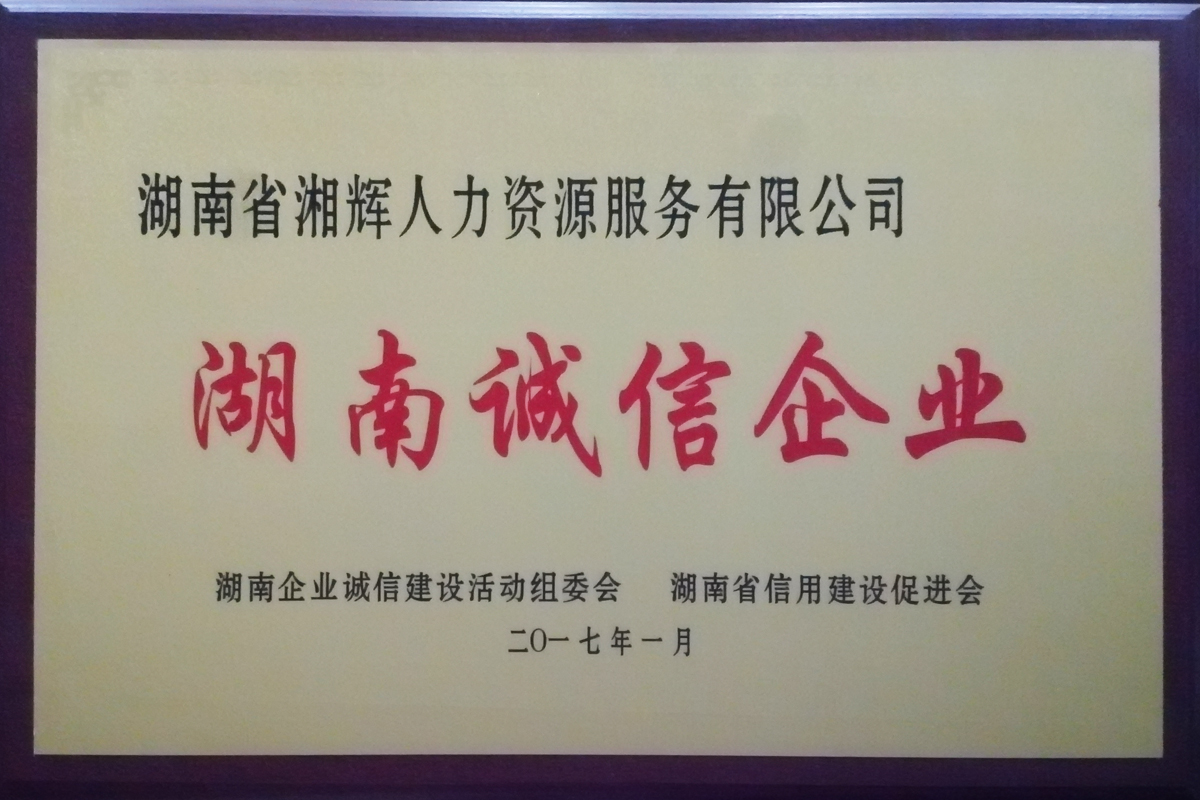 湖南省湘辉人力资源服务有限公司
湖南诚信企业
湖南企业诚信建设活动组委会 湖南省信用建设促进会
二〇一七年一月